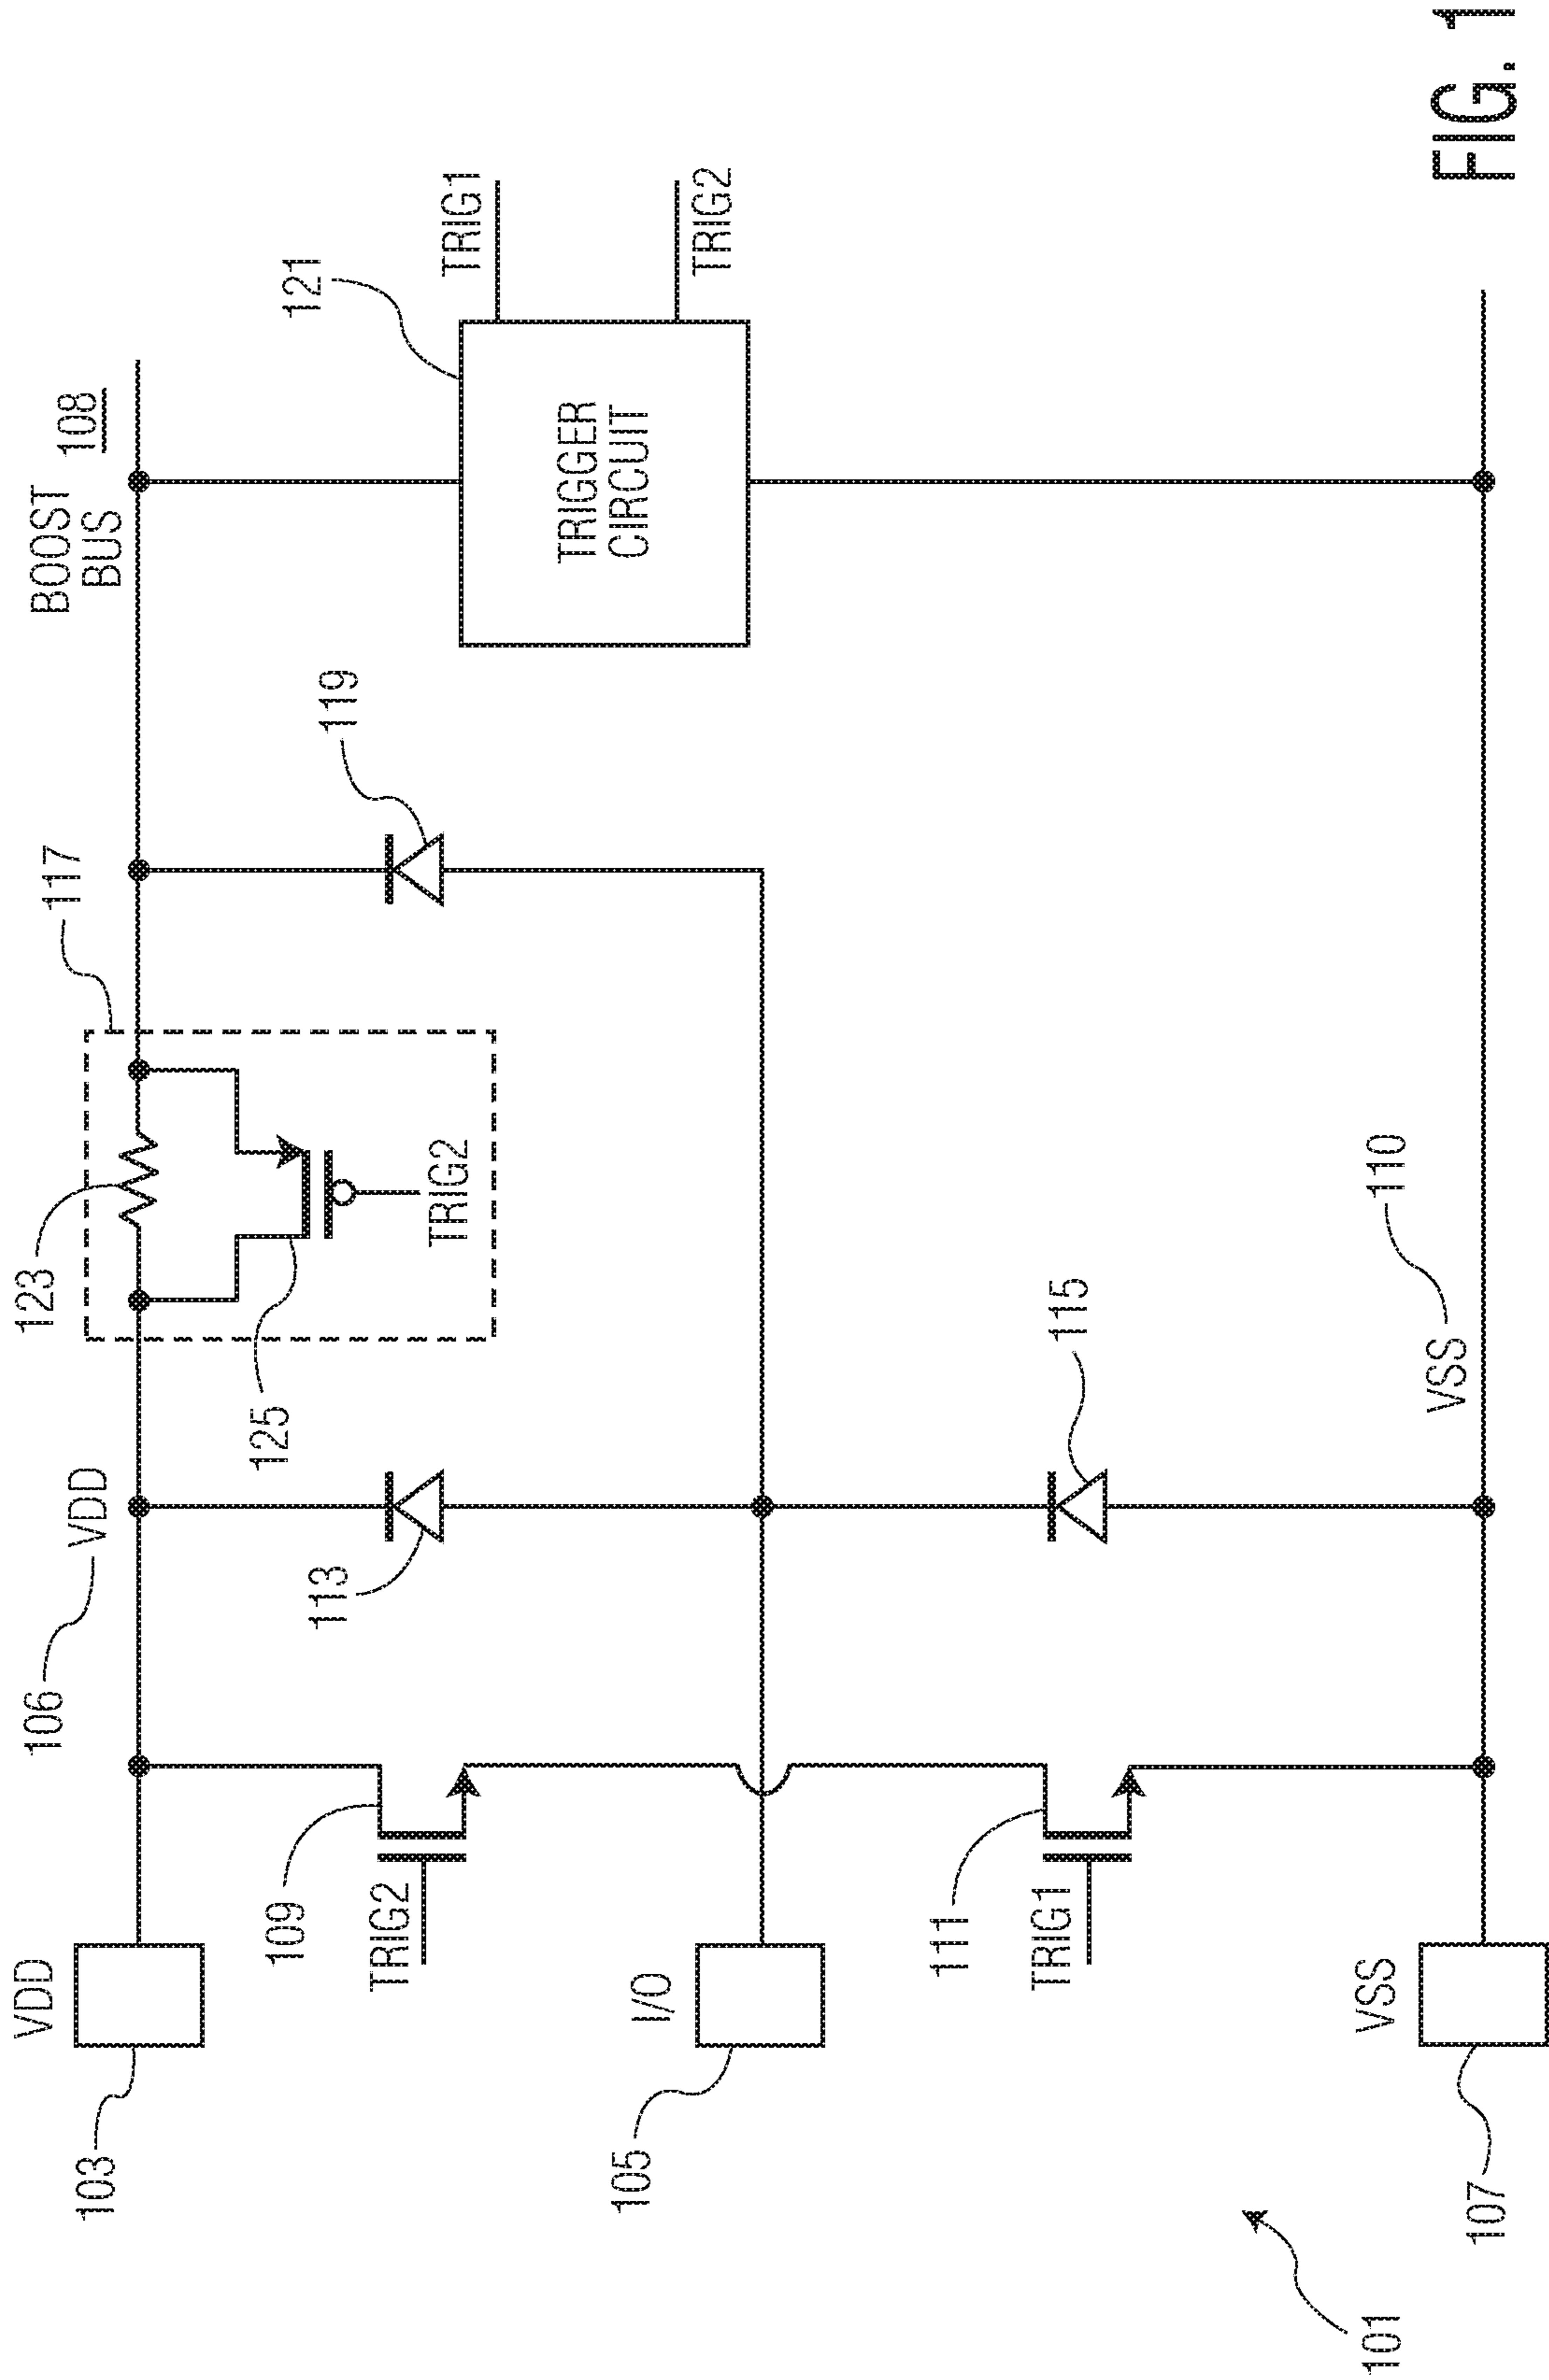 106
VDD
123
117
BOOST
BUS
108
VDD
103
125
TRIG2
119
121
TRIG1
TRIG2
TRIGGER
CIRCUIT
109
TRIG2
113
I/O
105
111
TRIG1
115
VSS
110
VSS
107
101
FIG. 1